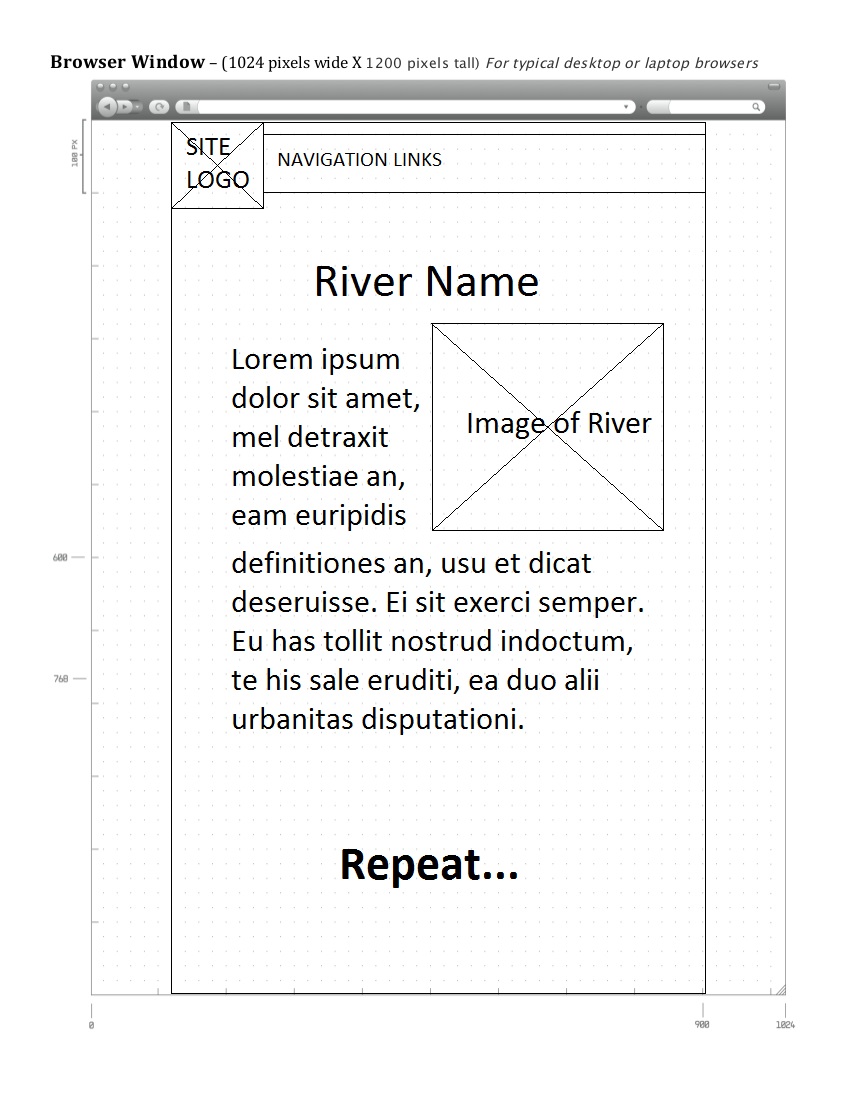 Browser Window – (1024 pixels wide X 1200 pixels tall) For typical desktop or laptop browsers
100 PX
SITE
LOGO
NAVIGATION LINKS
River Name
Lorem ipsum
dolor sit amet,
mel detraxit
molestiae an,
eam euripidis
Image of River
definitiones an, usu et dicat
deseruisse. Ei sit exerci semper.
Eu has tollit nostrud indoctum,
te his sale eruditi, ea duo alii
urbanitas disputationi.
600
760
Repeat...
0
900
1024